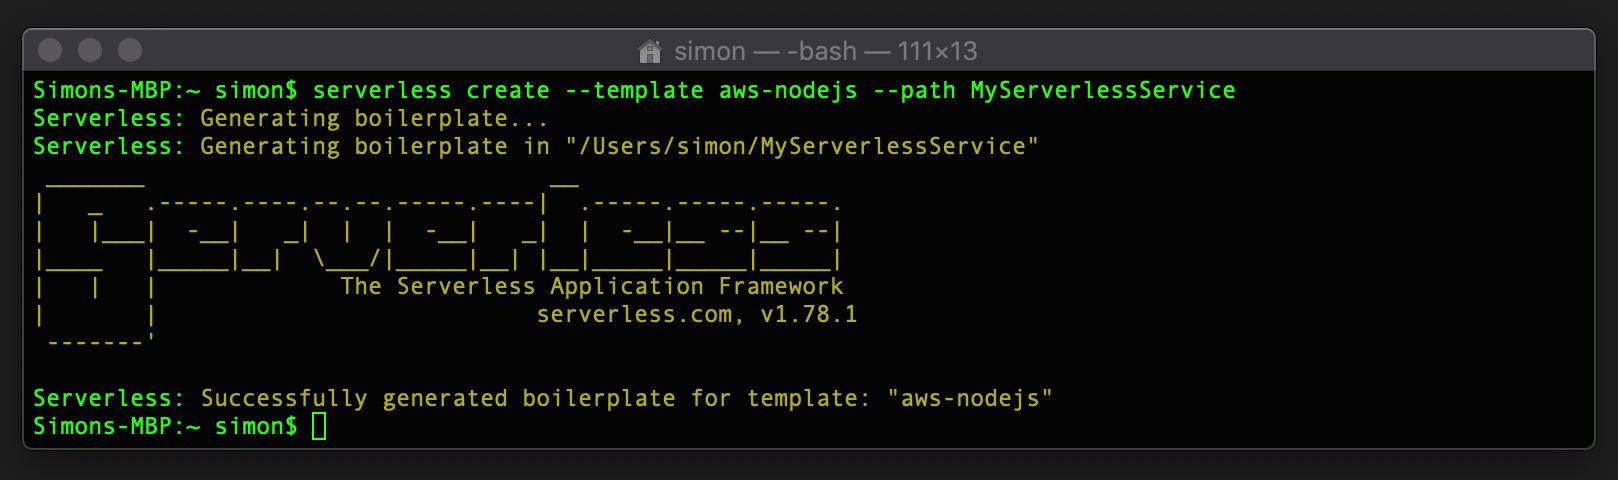 simon — -bash — 111×13
Simons-MBP:~ simon$ serverless create --template aws-nodejs --path MyServerlessService
Serverless: Generating boilerplate...
Serverless: Generating boilerplate in "/Users/simon/MyServerlessService"
 _______                             __
|   _   .-----.----.--.--.-----.----|  .-----.-----.-----.
|   |___|  -__|   _|  |  |  -__|   _|  |  -__|__ --|__ --|
|____   |_____|__|  \___/|_____|__| |__|_____|_____|_____|
|   |   |             The Serverless Application Framework
|       |                           serverless.com, v1.78.1
 -------'
Serverless: Successfully generated boilerplate for template: "aws-nodejs"
Simons-MBP:~ simon$